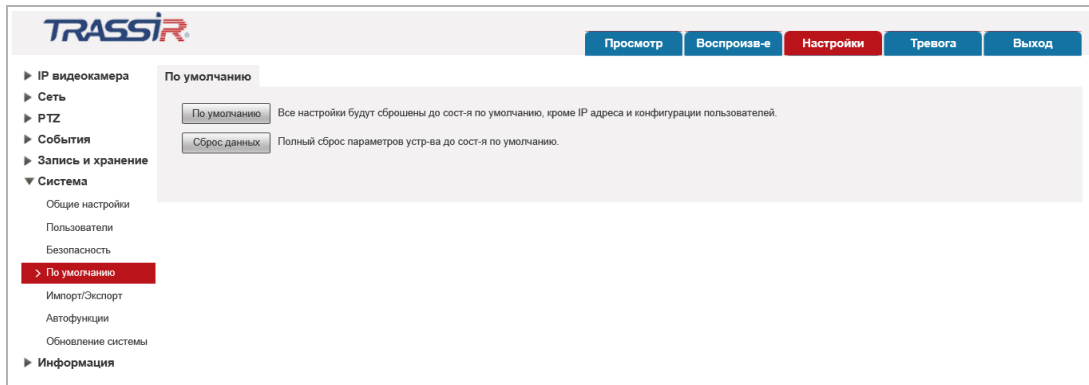 TRASSIR
Просмотр Воспроизв-е Настройки Тревога Выход
IP видеокамера
Сеть
PTZ
События
Запись и хранение
Система
Общие настройки
Пользователи
Безопасность
По умолчанию
Импорт/Экспорт
Автофункции
Обновление системы
Информация
По умолчанию
По умолчанию Все настройки будут сброшены до сост-я по умолчанию, кроме IP адреса и конфигурации пользователей.
Сброс данных Полный сброс параметров устр-ва до сост-я по умолчанию.